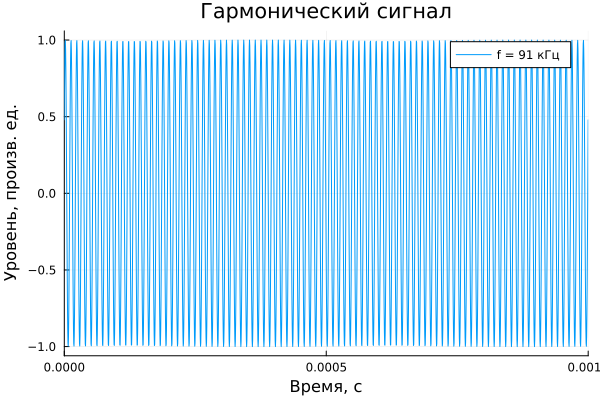 Гармонический сигнал
f = 91 кГц
Уровень, произв. ед.
1.0
0.5
0.0
−0.5
−1.0
0.0000 0.0005 0.001
Время, с